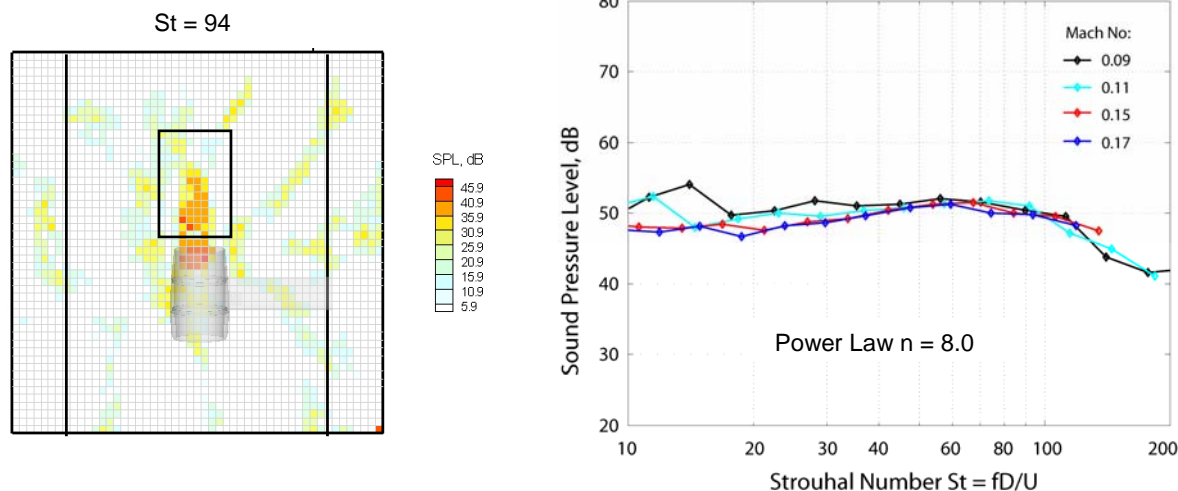 St = 94
SPL, dB
45.9
40.9
35.9
30.9
25.9
20.9
15.9
10.9
5.9
80
70
60
50
40
30
20
Sound Pressure Level, dB
Mach No:
0.09
0.11
0.15
0.17
Power Law n = 8.0
10 20 30 40 60 100 200
Strouhal Number St = fD/U